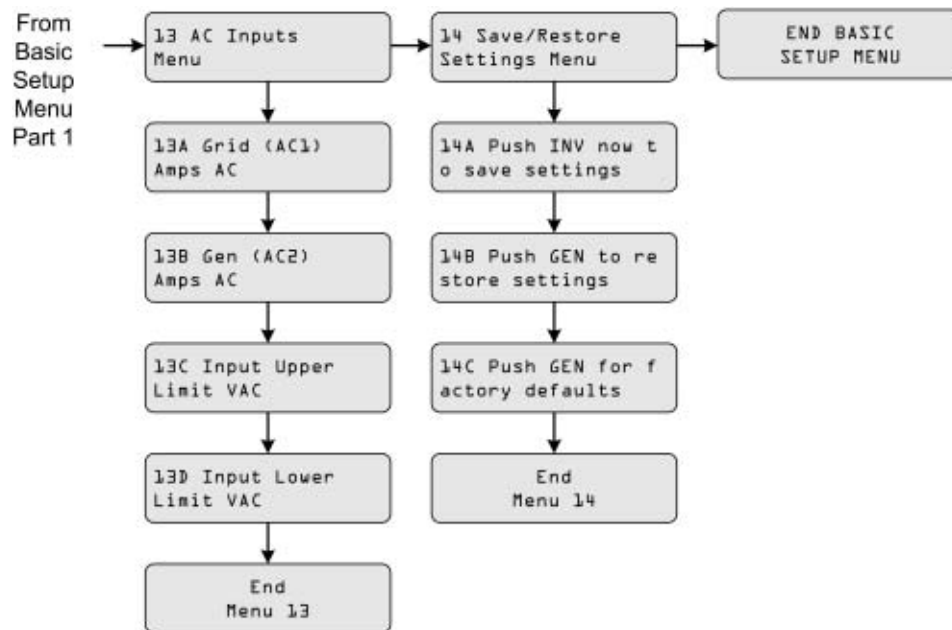 From
Basic
Setup
Menu
Part 1
13 AC Inputs
Menu
13A Grid (AC1)
Amps AC
13B Gen (AC2)
Amps AC
13C Input Upper
Limit VAC
13D Input Lower
Limit VAC
End
Menu 13
14 Save/Restore
Settings Menu
14A Push INV now t
o save settings
14B Push GEN to re
store settings
14C Push GEN for f
actory defaults
End
Menu 14
END BASIC
SETUP MENU